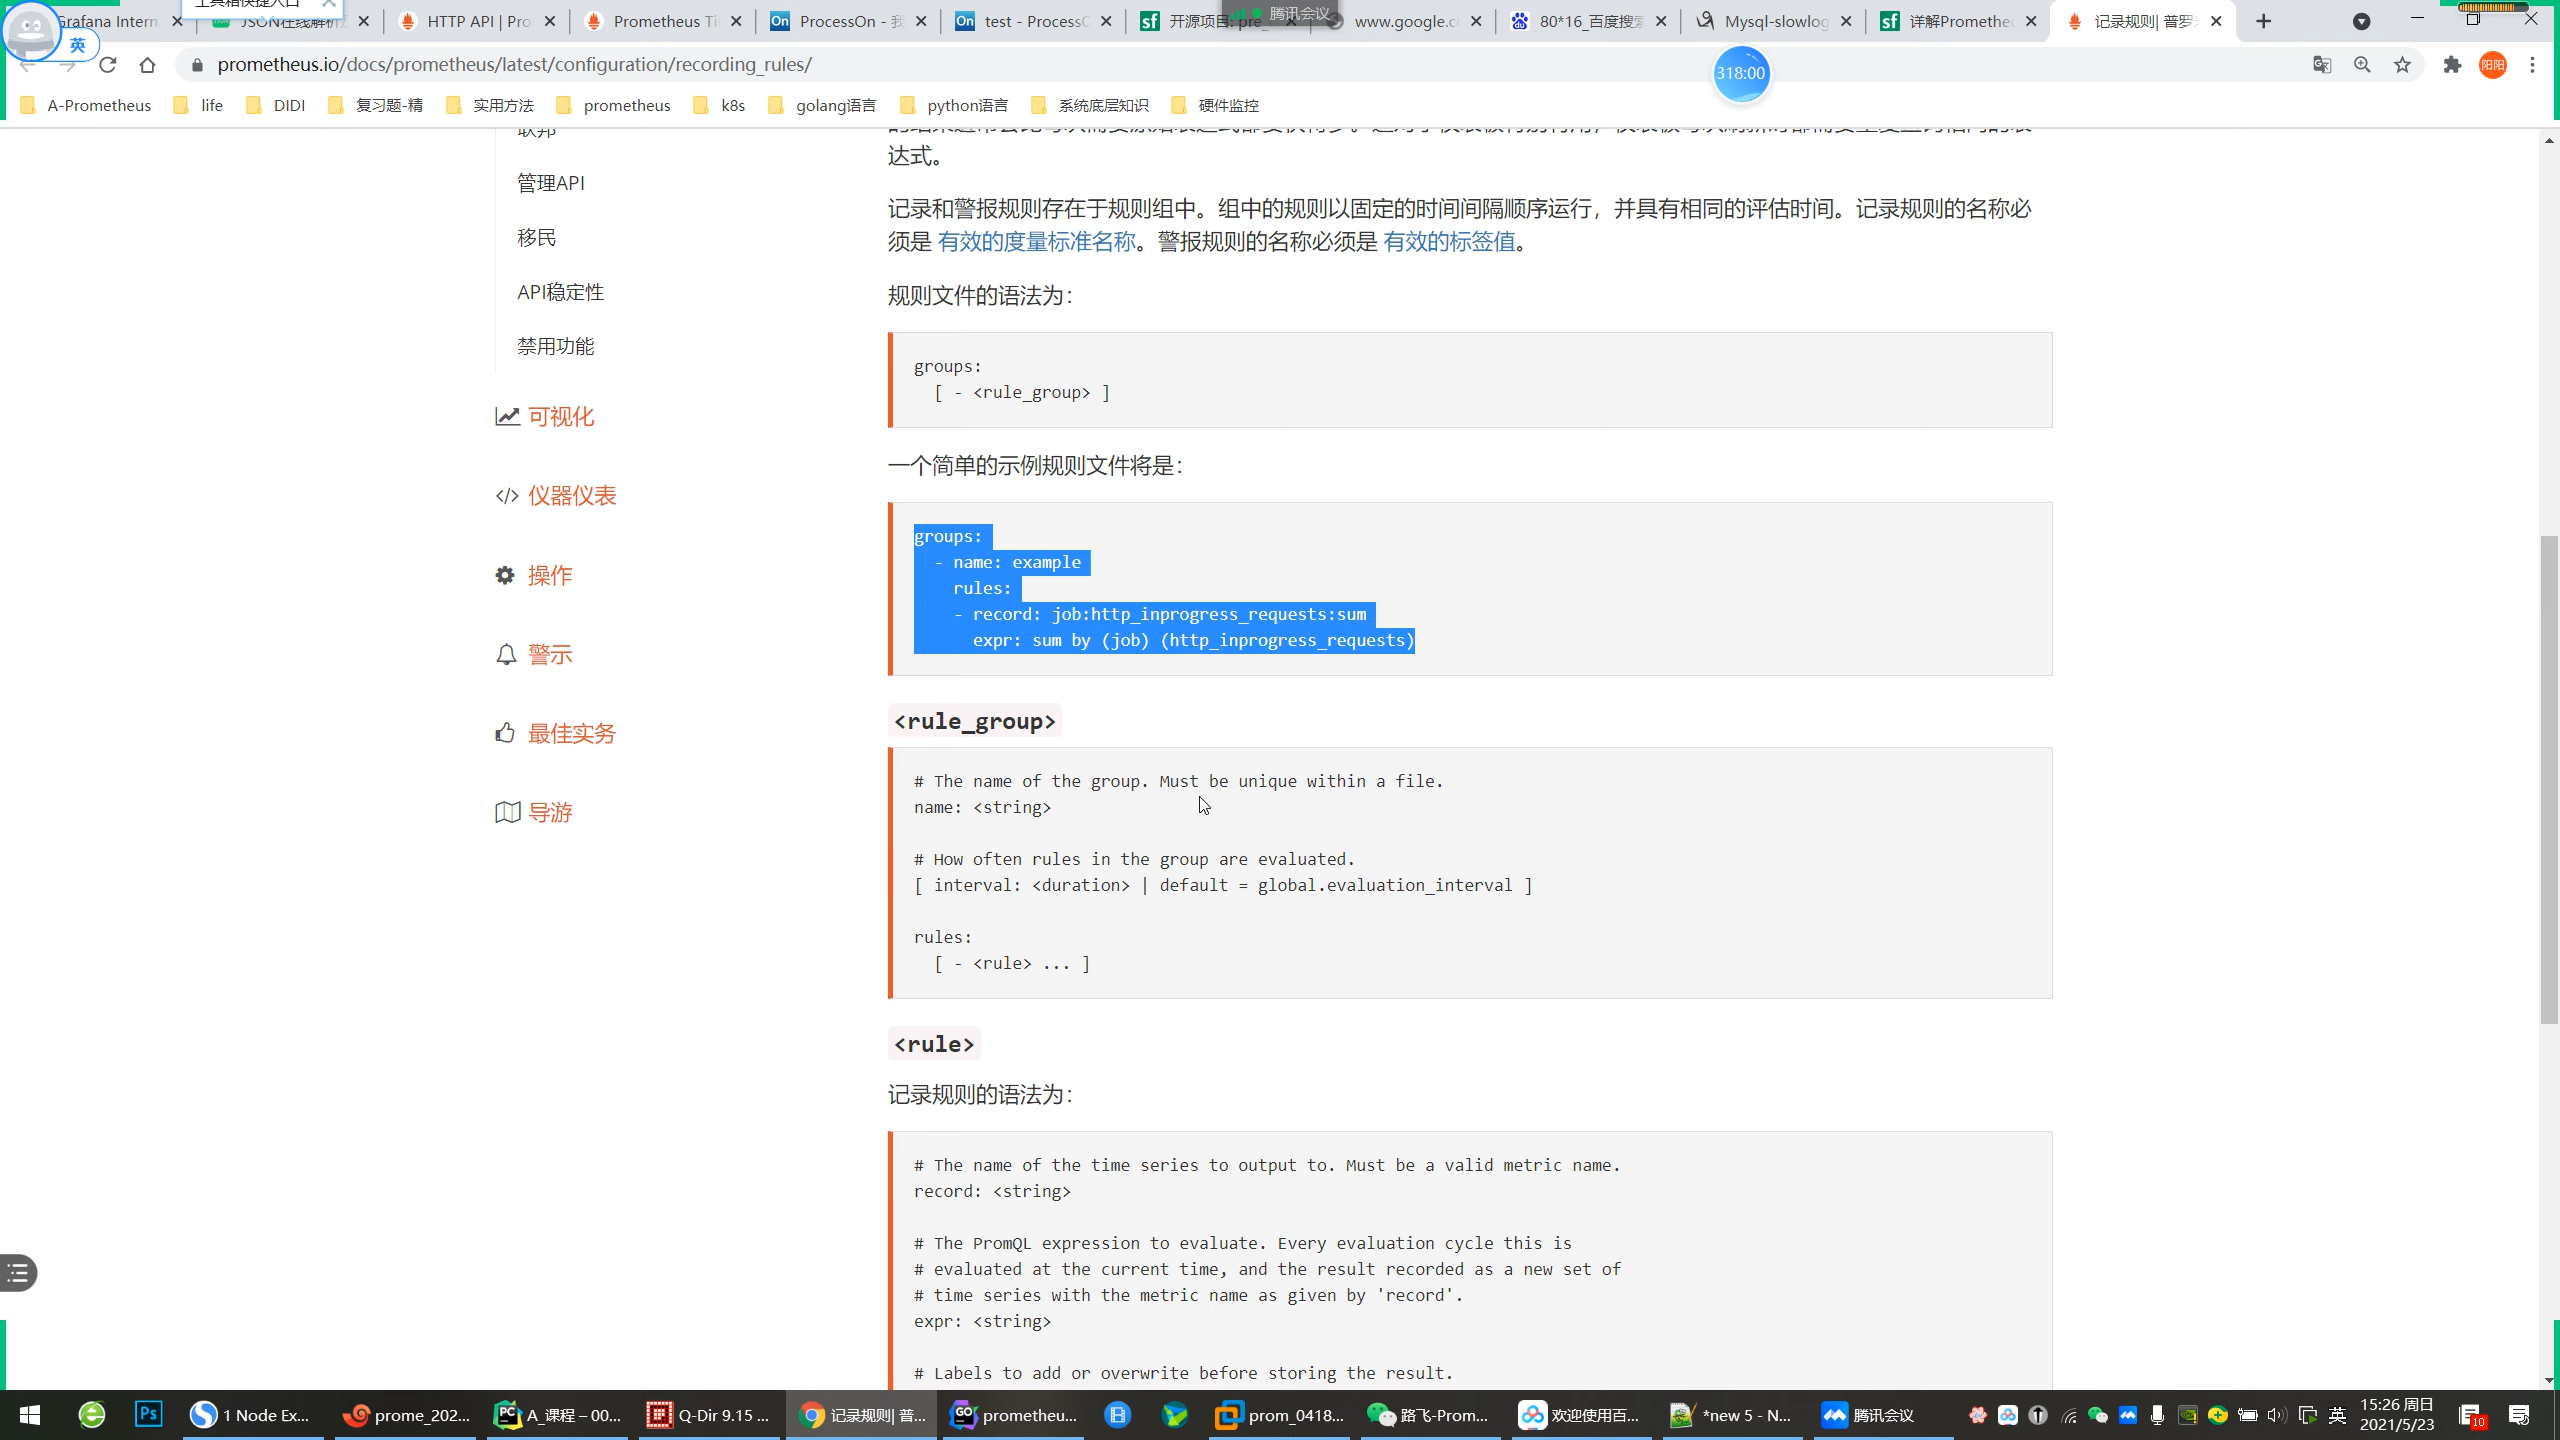 工具箱快捷入口
Grafana Intern
JSON在线解析
HTTP API | Pro
Prometheus Ti
ProcessOn - 我
test - ProcessO
开源项目: pre_
腾讯会议
www.google.c
80*16_百度搜索
Mysql-slowlog
详解Prometheu
记录规则| 普罗
英
prometheus.io/docs/prometheus/latest/configuration/recording_rules/
318:00
阳阳
A-Prometheus
life
DIDI
复习题-精
实用方法
prometheus
k8s
golang语言
python语言
系统底层知识
硬件监控
联邦
管理API
移民
API稳定性
禁用功能
可视化
</> 仪器仪表
操作
警示
最佳实务
导游
达式。
记录和警报规则存在于规则组中。组中的规则以固定的时间间隔顺序运行，并具有相同的评估时间。记录规则的名称必
须是 有效的度量标准名称。警报规则的名称必须是 有效的标签值。
规则文件的语法为：
groups:
[ - <rule_group> ]
一个简单的示例规则文件将是：
groups:
- name: example
rules:
- record: job:http_inprogress_requests:sum
expr: sum by (job) (http_inprogress_requests)
<rule_group>
# The name of the group. Must be unique within a file.
name: <string>
# How often rules in the group are evaluated.
[ interval: <duration> | default = global.evaluation_interval ]
rules:
[ - <rule> ... ]
<rule>
记录规则的语法为：
# The name of the time series to output to. Must be a valid metric name.
record: <string>
# The PromQL expression to evaluate. Every evaluation cycle this is
# evaluated at the current time, and the result recorded as a new set of
# time series with the metric name as given by 'record'.
expr: <string>
# Labels to add or overwrite before storing the result.
Ps
1 Node Ex...
prome_202...
A_课程 – 00...
Q-Dir 9.15 ...
记录规则| 普...
prometheu...
prom_0418...
路飞-Prom...
欢迎使用百...
*new 5 - N...
腾讯会议
英
15:26 周日
2021/5/23
10